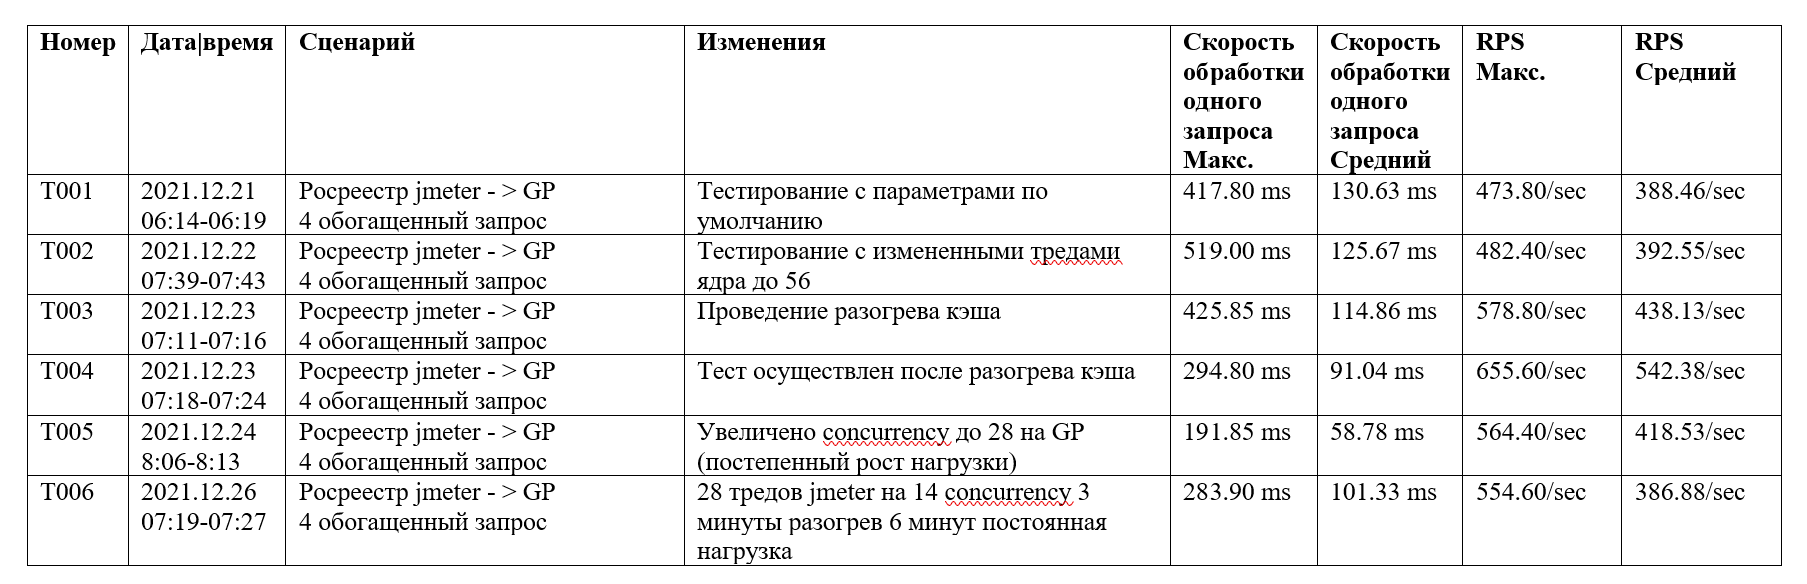 Номер Дата|время Сценарий Изменения Скорость обработки одного запроса Макс. Скорость обработки одного запроса Средний RPS Макс. RPS Средний
T001 2021.12.21 Росреестр jmeter - > GP Тестирование с параметрами по 417.80 ms 130.63 ms 473.80/sec 388.46/sec
06:14-06:19 4 обогащенный запрос умолчанию
T002 2021.12.22 Росреестр jmeter - > GP Тестирование с измененными тредами 519.00 ms 125.67 ms 482.40/sec 392.55/sec
07:39-07:43 4 обогащенный запрос ядра до 56
T003 2021.12.23 Росреестр jmeter - > GP Проведение разогрева кэша 425.85 ms 114.86 ms 578.80/sec 438.13/sec
07:11-07:16 4 обогащенный запрос
T004 2021.12.23 Росреестр jmeter - > GP Тест осуществлен после разогрева кэша 294.80 ms 91.04 ms 655.60/sec 542.38/sec
07:18-07:24 4 обогащенный запрос
T005 2021.12.24 Росреестр jmeter - > GP Увеличено concurrency до 28 на GP 191.85 ms 58.78 ms 564.40/sec 418.53/sec
8:06-8:13 4 обогащенный запрос (постепенный рост нагрузки)
T006 2021.12.26 Росреестр jmeter - > GP 28 тредов jmeter на 14 concurrency 3 283.90 ms 101.33 ms 554.60/sec 386.88/sec
07:19-07:27 4 обогащенный запрос минуты разогрев 6 минут постоянная
нагрузка